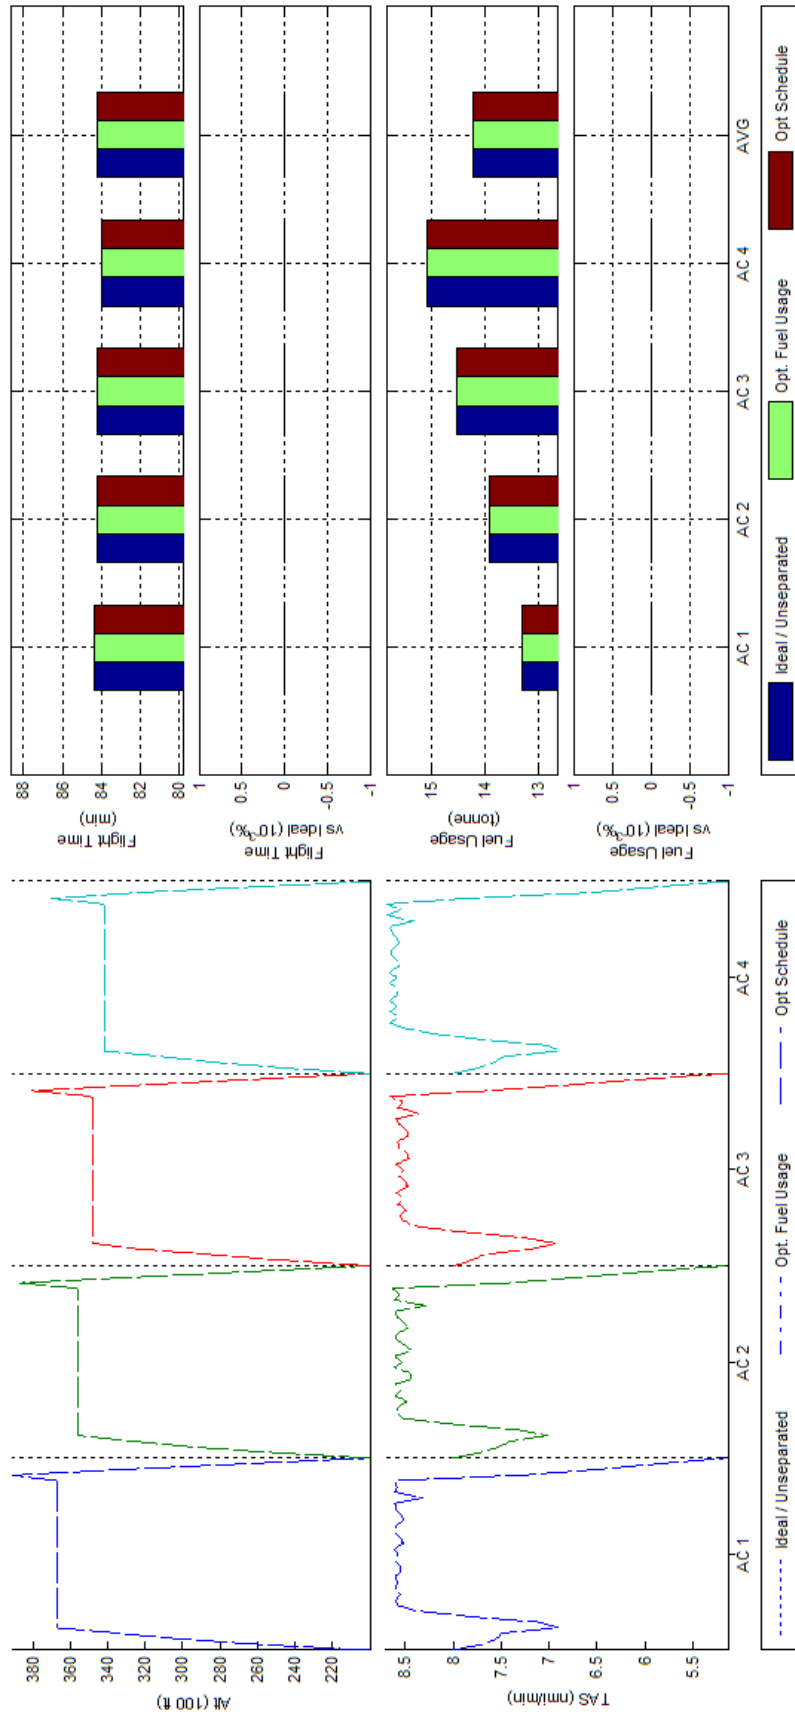 380
360
340
320
300
280
260
240
220
Alt (100 ft)
8.5
8
7.5
7
6.5
6
5.5
TAS (nmi/min)
AC 1
AC 2
AC 3
AC 4
Ideal / Unseparated
Opt. Fuel Usage
Opt Schedule
88
86
84
82
80
Flight Time
(min)
1
0.5
0
-0.5
-1
Flight Time
vs Ideal (10⁻³%)
15
14
13
Fuel Usage
(tonne)
1
0.5
0
-0.5
-1
Fuel Usage
vs Ideal (10⁻³%)
AC 1
AC 2
AC 3
AC 4
AVG
Ideal / Unseparated
Opt. Fuel Usage
Opt Schedule